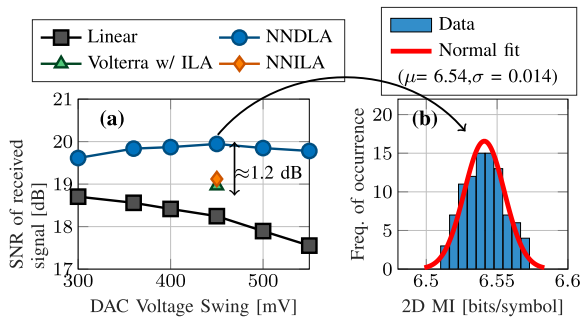 Linear
NNDLA
Volterra w/ ILA
NNILA
Data
Normal fit
(μ= 6.54,σ = 0.014)
(a)
SNR of received
signal [dB]
21
20
19
18
17
≈1.2 dB
300
400
500
DAC Voltage Swing [mV]
(b)
Freq. of occurrence
20
15
10
5
0
6.5
6.55
6.6
2D MI [bits/symbol]